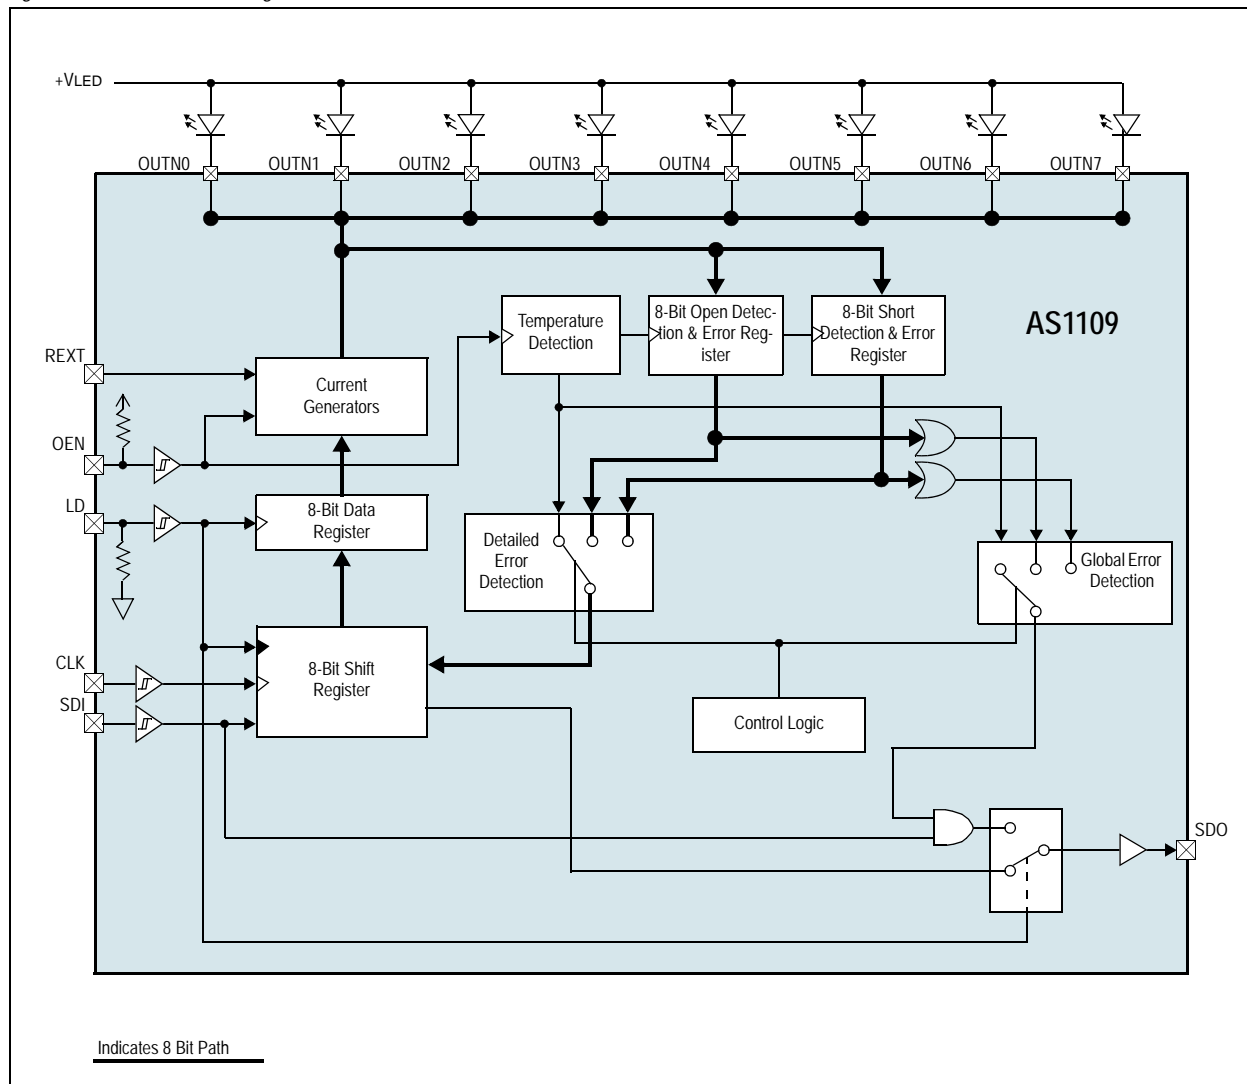 +VLED
OUTN0
OUTN1
OUTN2
OUTN3
OUTN4
OUTN5
OUTN6
OUTN7
AS1109
Temperature
Detection
8-Bit Open Detec-
tion & Error Reg-
ister
8-Bit Short
Detection & Error
Register
REXT
Current
Generators
OEN
LD
8-Bit Data
Register
Detailed
Error
Detection
Global Error
Detection
CLK
SDI
8-Bit Shift
Register
Control Logic
SDO
Indicates 8 Bit Path